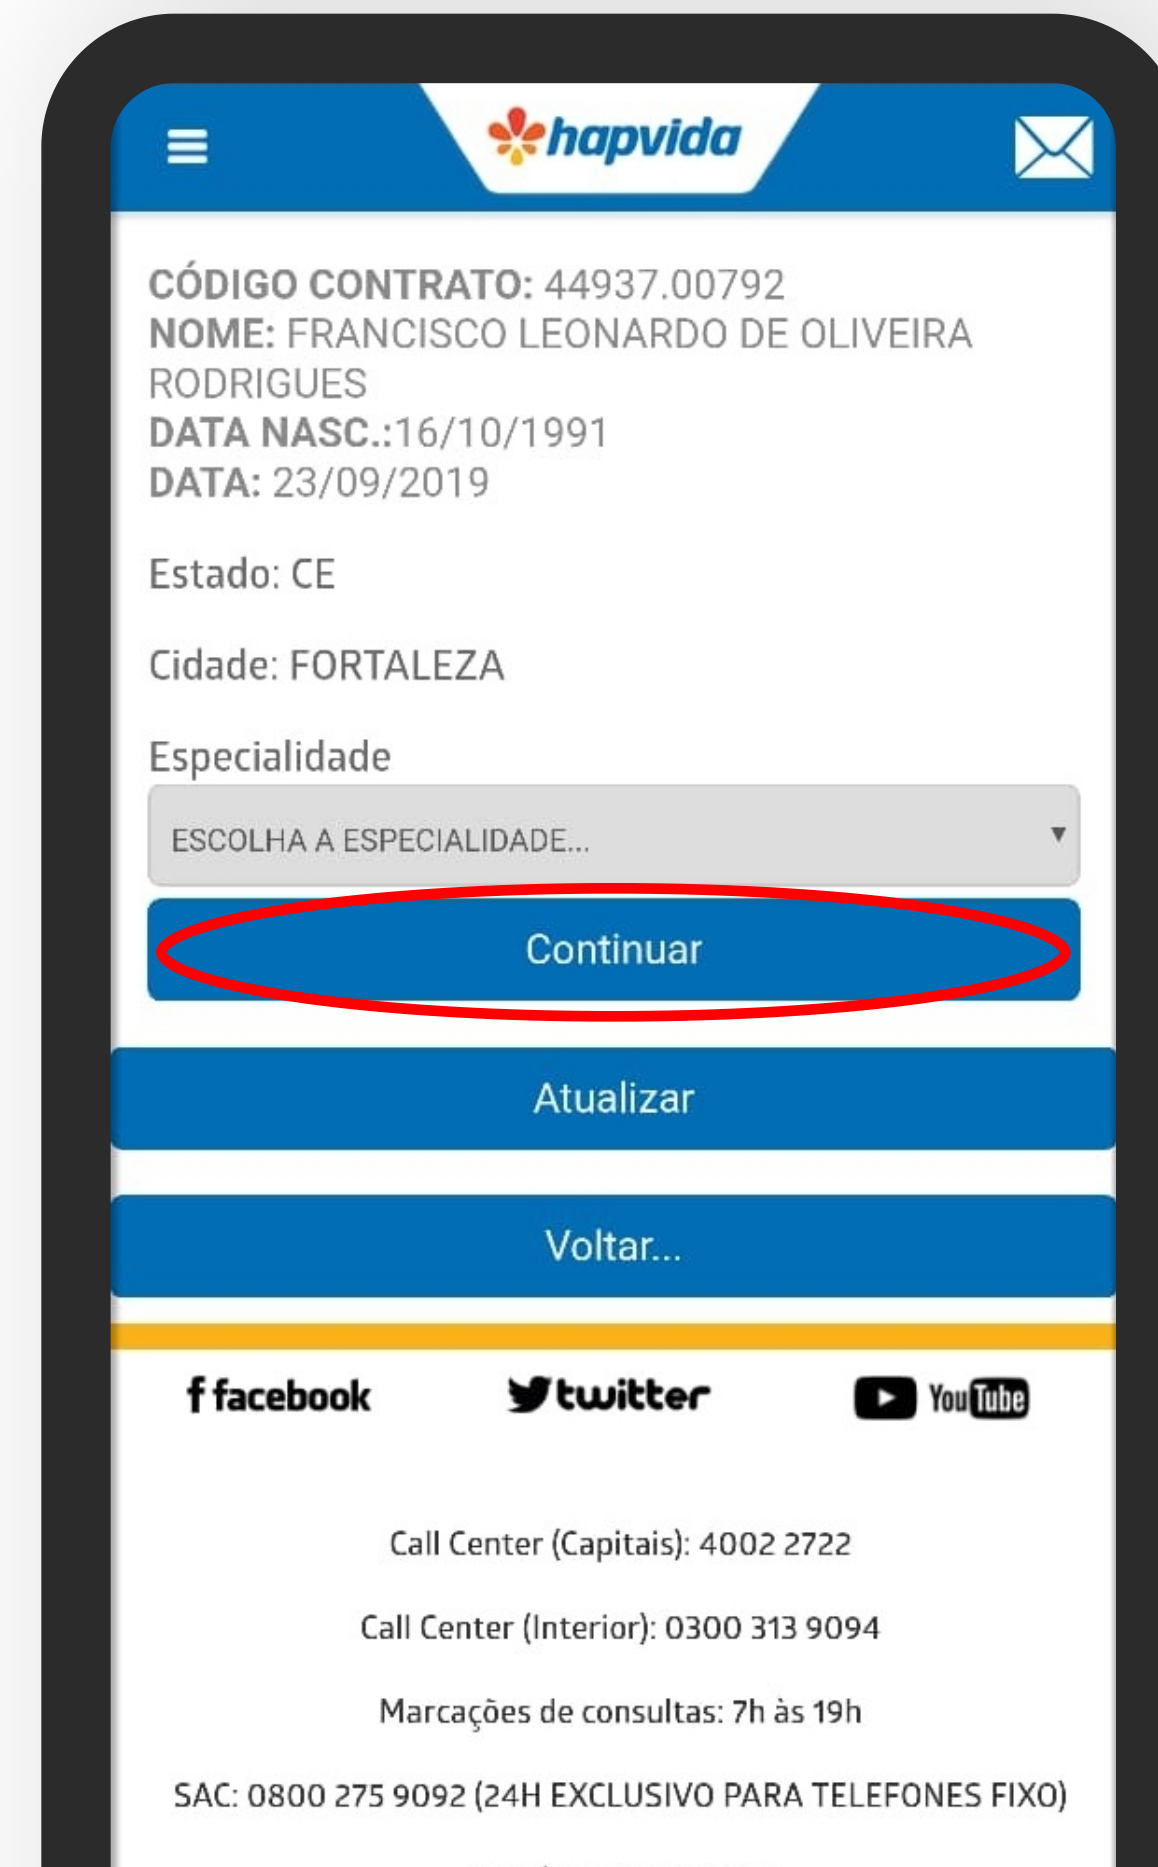 hapvida
CÓDIGO CONTRATO: 44937.00792
NOME: FRANCISCO LEONARDO DE OLIVEIRA
RODRIGUES
DATA NASC.:16/10/1991
DATA: 23/09/2019
Estado: CE
Cidade: FORTALEZA
Especialidade
ESCOLHA A ESPECIALIDADE...
Continuar
Atualizar
Voltar...
f facebook twitter YouTube
Call Center (Capitais): 4002 2722
Call Center (Interior): 0300 313 9094
Marcações de consultas: 7h às 19h
SAC: 0800 275 9092 (24H EXCLUSIVO PARA TELEFONES FIXO)